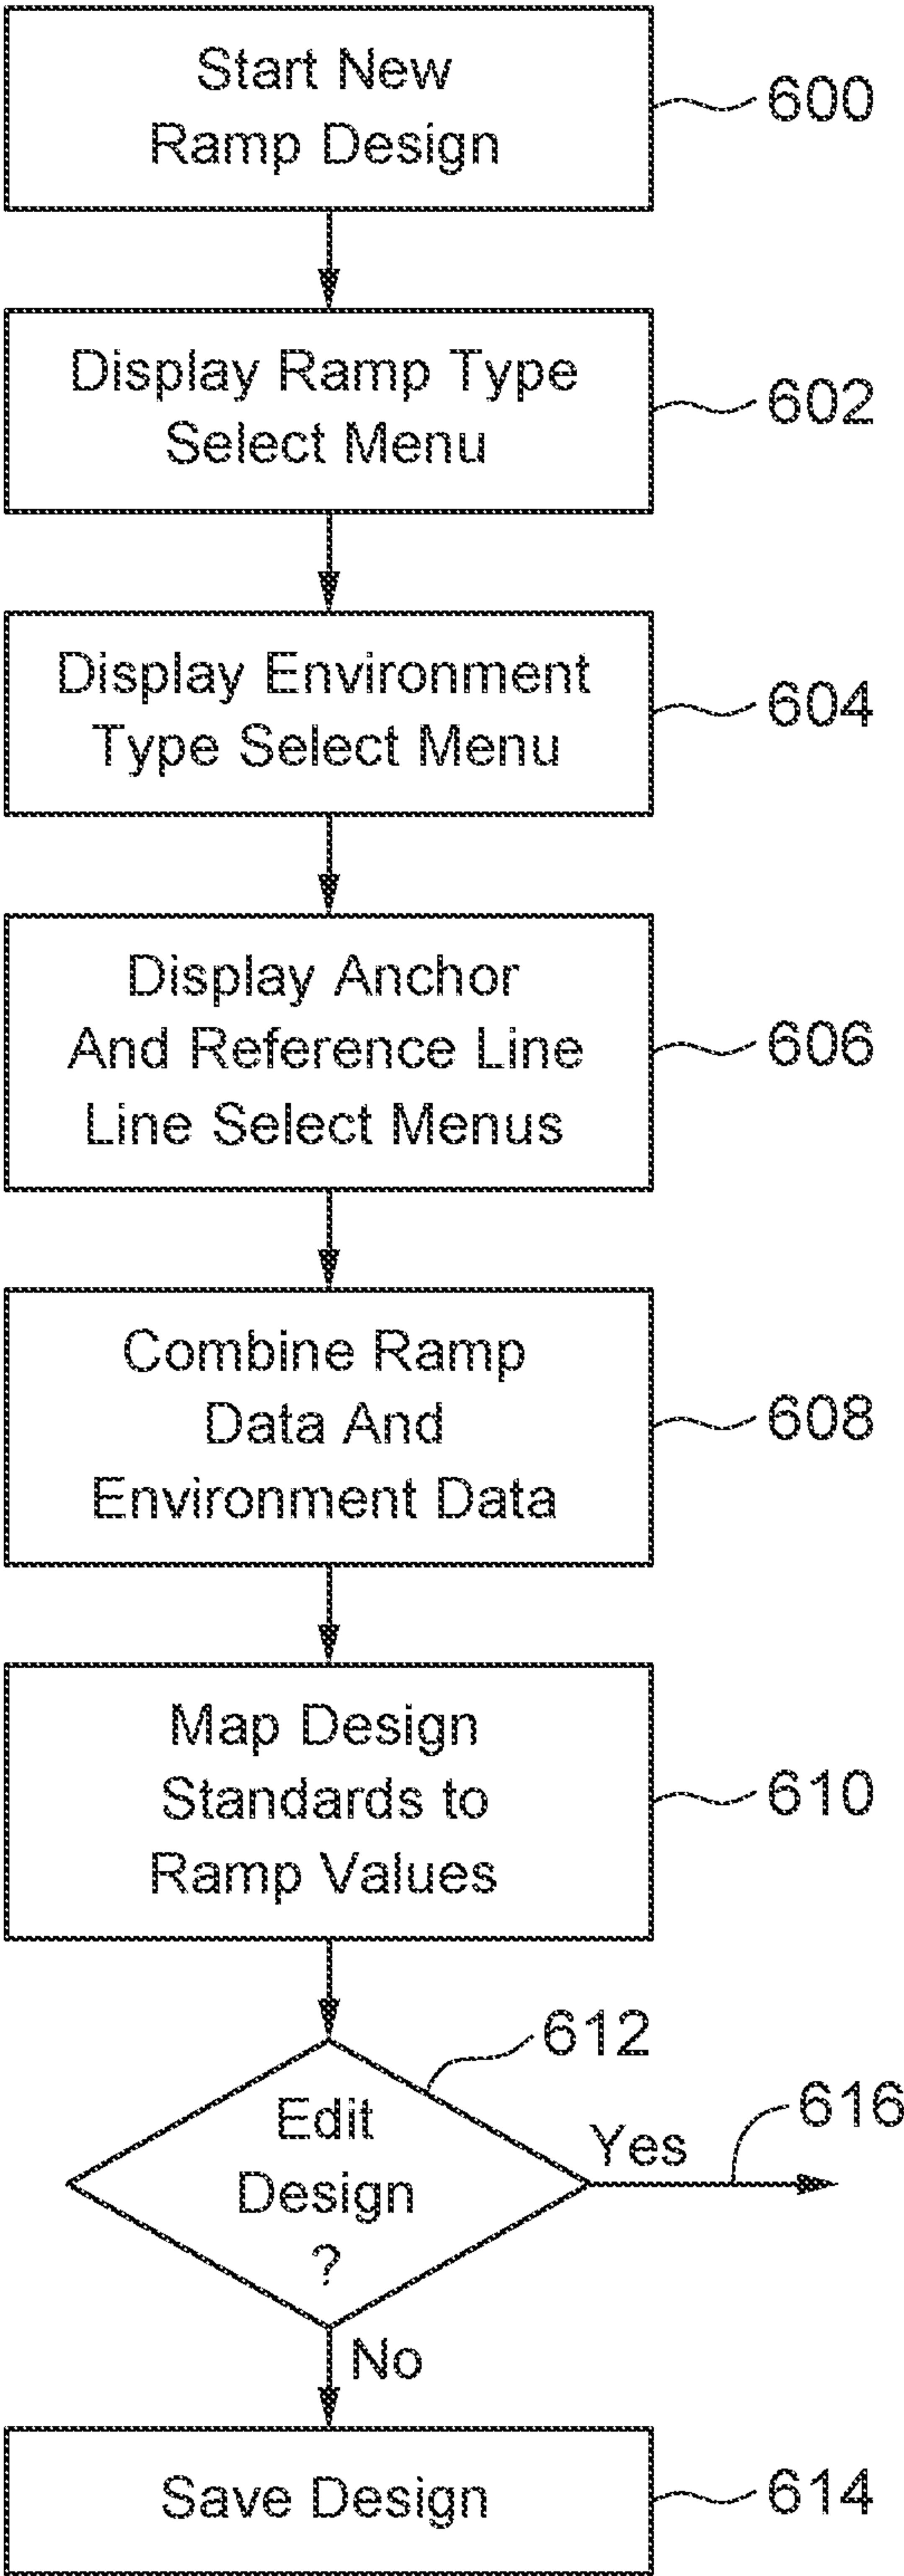 Start New
Ramp Design
600
Display Ramp Type
Select Menu
602
Display Environment
Type Select Menu
604
Display Anchor
And Reference Line
Line Select Menus
606
Combine Ramp
Data And
Environment Data
608
Map Design
Standards to
Ramp Values
610
612
Edit
Design
?
Yes
616
No
Save Design
614